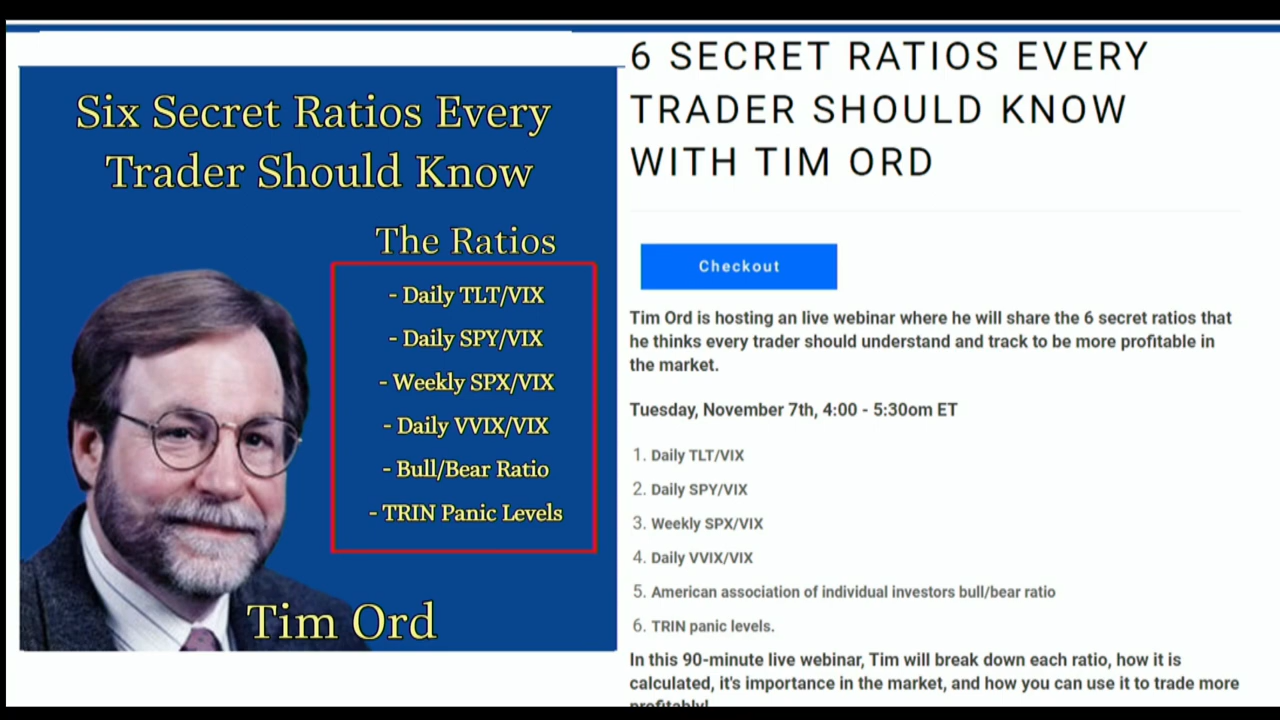 Six Secret Ratios Every
Trader Should Know
The Ratios
- Daily TLT/VIX
- Daily SPY/VIX
- Weekly SPX/VIX
- Daily VVIX/VIX
- Bull/Bear Ratio
- TRIN Panic Levels
Tim Ord
6 SECRET RATIOS EVERY
TRADER SHOULD KNOW
WITH TIM ORD
Checkout
Tim Ord is hosting an live webinar where he will share the 6 secret ratios that
he thinks every trader should understand and track to be more profitable in
the market.
Tuesday, November 7th, 4:00 - 5:30om ET
1. Daily TLT/VIX
2. Daily SPY/VIX
3. Weekly SPX/VIX
4. Daily VVIX/VIX
5. American association of individual investors bull/bear ratio
6. TRIN panic levels.
In this 90-minute live webinar, Tim will break down each ratio, how it is
calculated, it's importance in the market, and how you can use it to trade more
profitably!